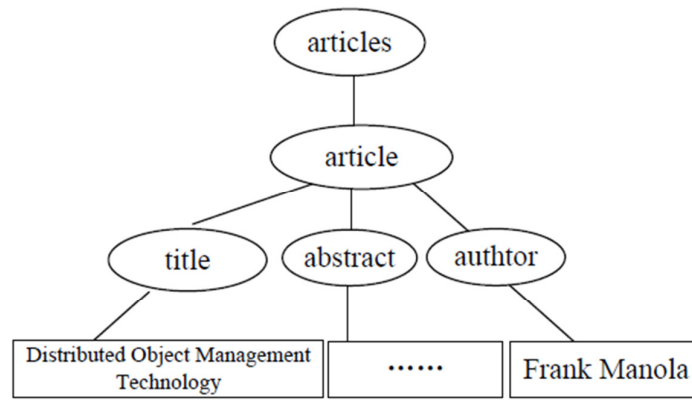 articles
article
title
abstract
authtor
Distributed Object Management
Technology
......
Frank Manola